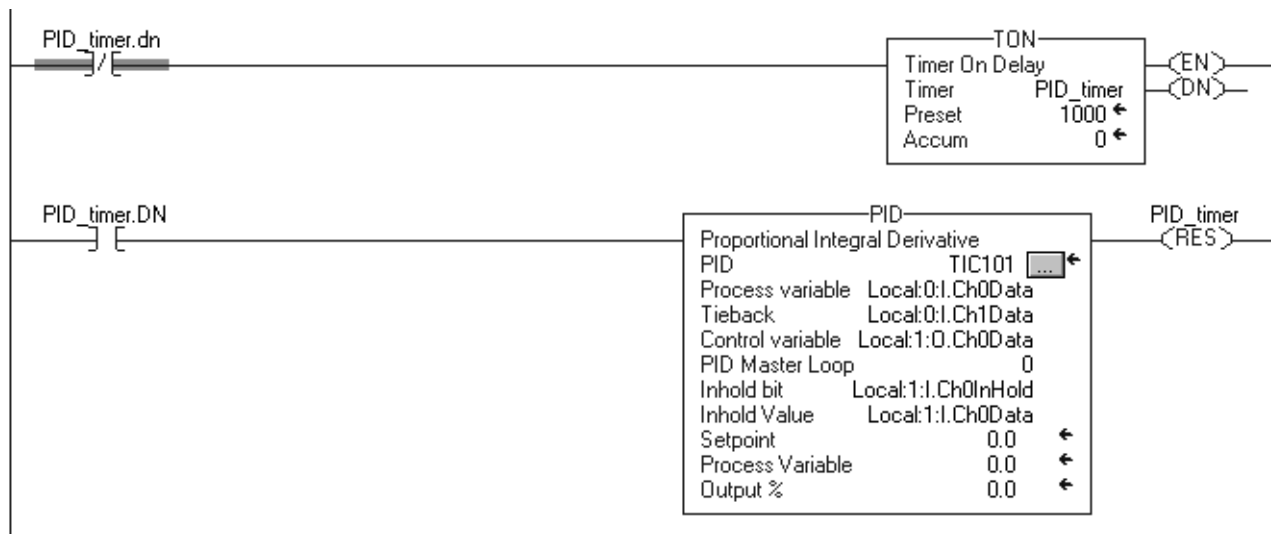 PID_timer.dn
TON
Timer On Delay
Timer PID_timer
Preset 1000
Accum 0
EN
DN
PID_timer.DN
PID
Proportional Integral Derivative
PID TIC101 ...
Process variable Local:0:I.Ch0Data
Tieback Local:0:I.Ch1Data
Control variable Local:1:O.Ch0Data
PID Master Loop 0
Inhold bit Local:1:I.Ch0InHold
Inhold Value Local:1:I.Ch0Data
Setpoint 0.0
Process Variable 0.0
Output % 0.0
PID_timer
RES